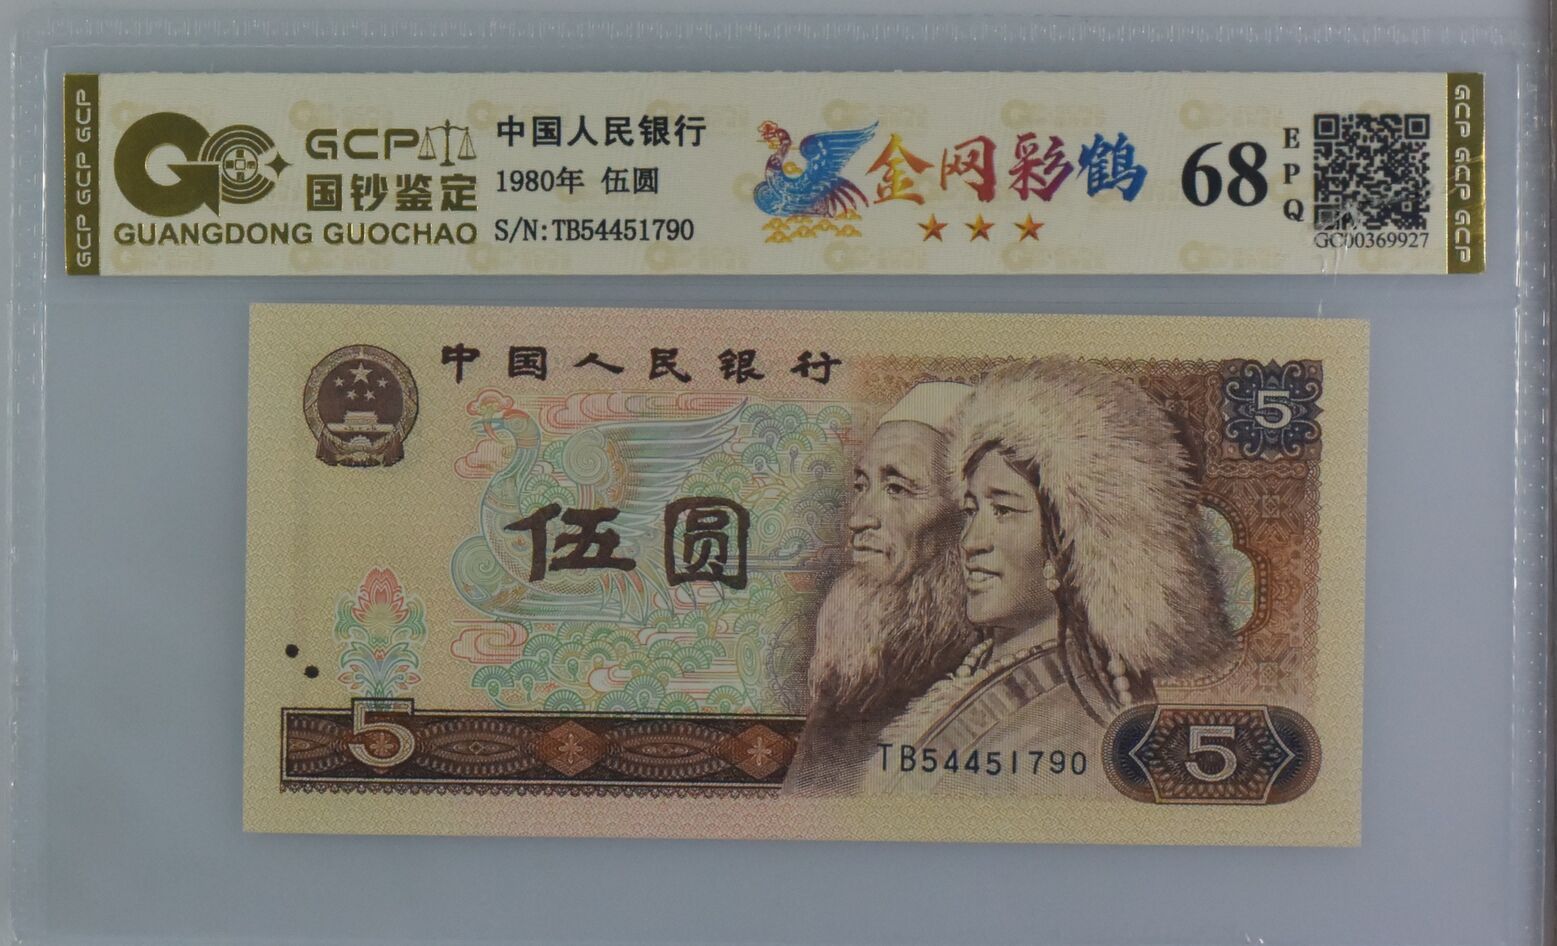 GCP GCP GCP
GCP
国钞鉴定
GUANGDONG GUOCHAO
中国人民银行
1980年 伍圆
S/N:TB54451790
金网彩鹤
68
EPQ
GC00369927
GCP GCP GCP
中国人民银行
5
伍圆
5
TB54451790
5